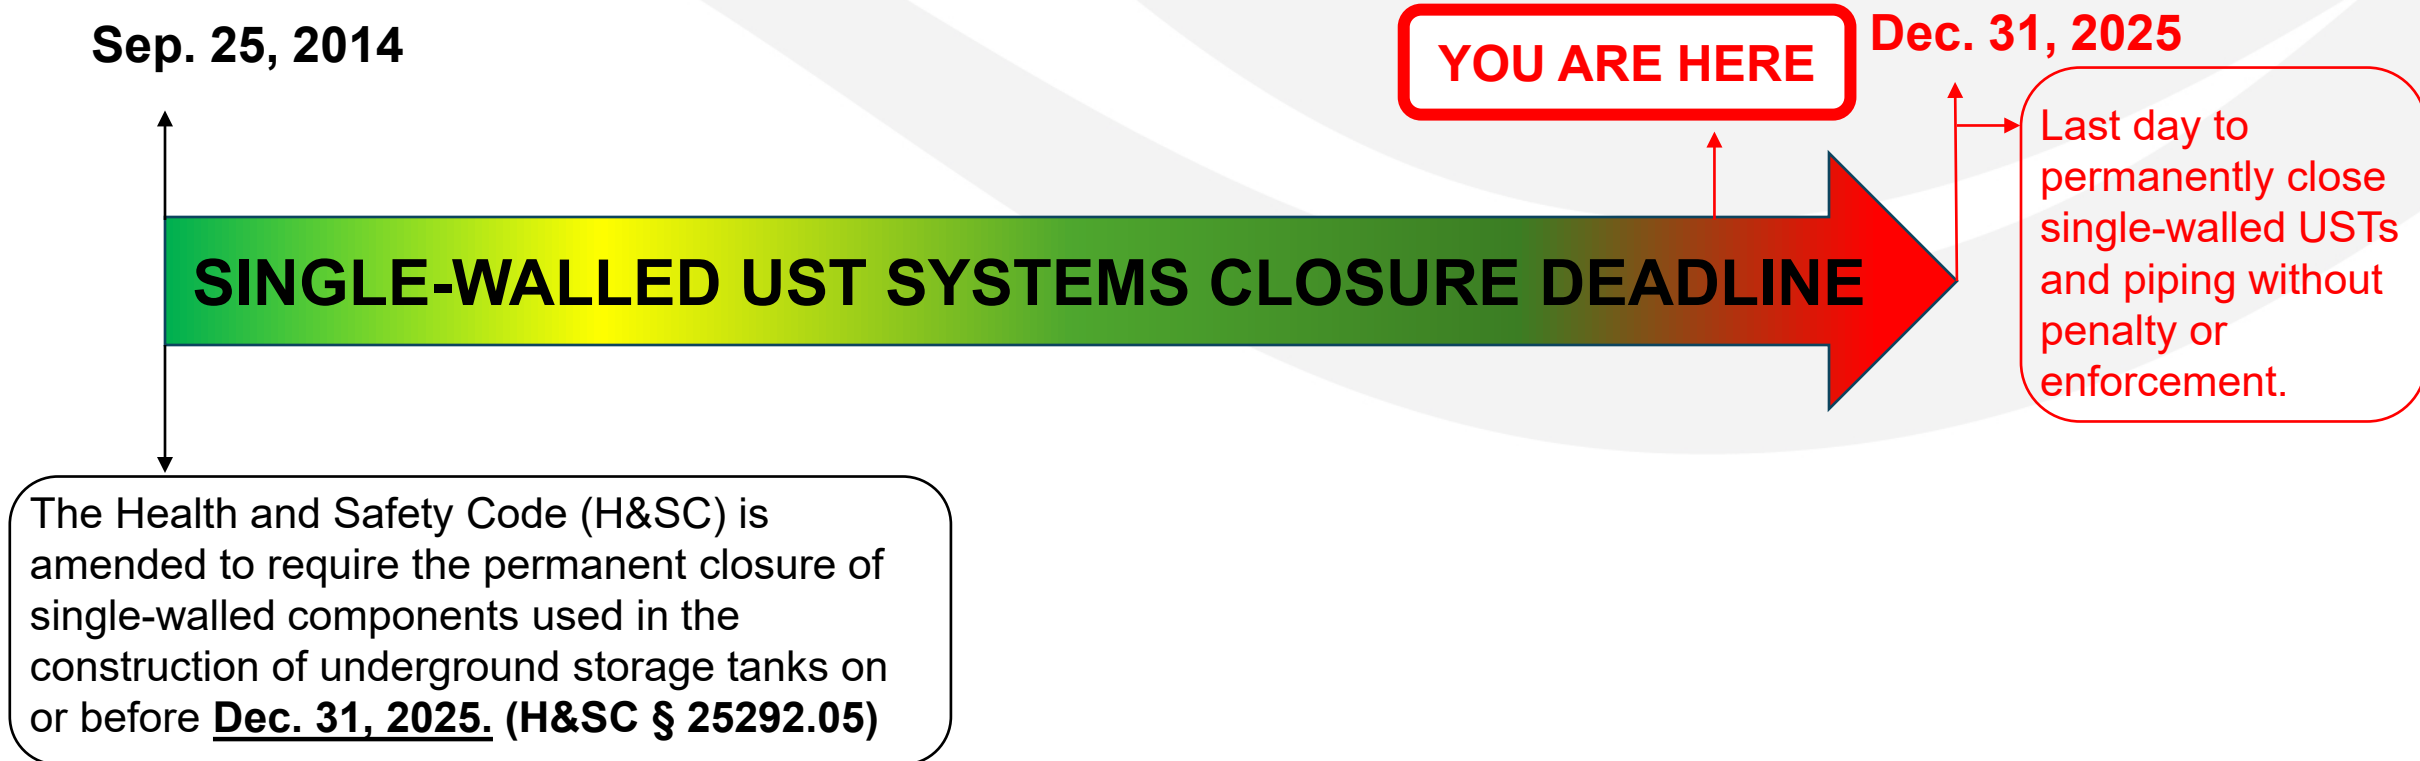 Sep. 25, 2014
YOU ARE HERE
Dec. 31, 2025
Last day to
permanently close
single-walled USTs
and piping without
penalty or
enforcement.
SINGLE-WALLED UST SYSTEMS CLOSURE DEADLINE
The Health and Safety Code (H&SC) is
amended to require the permanent closure of
single-walled components used in the
construction of underground storage tanks on
or before Dec. 31, 2025. (H&SC § 25292.05)